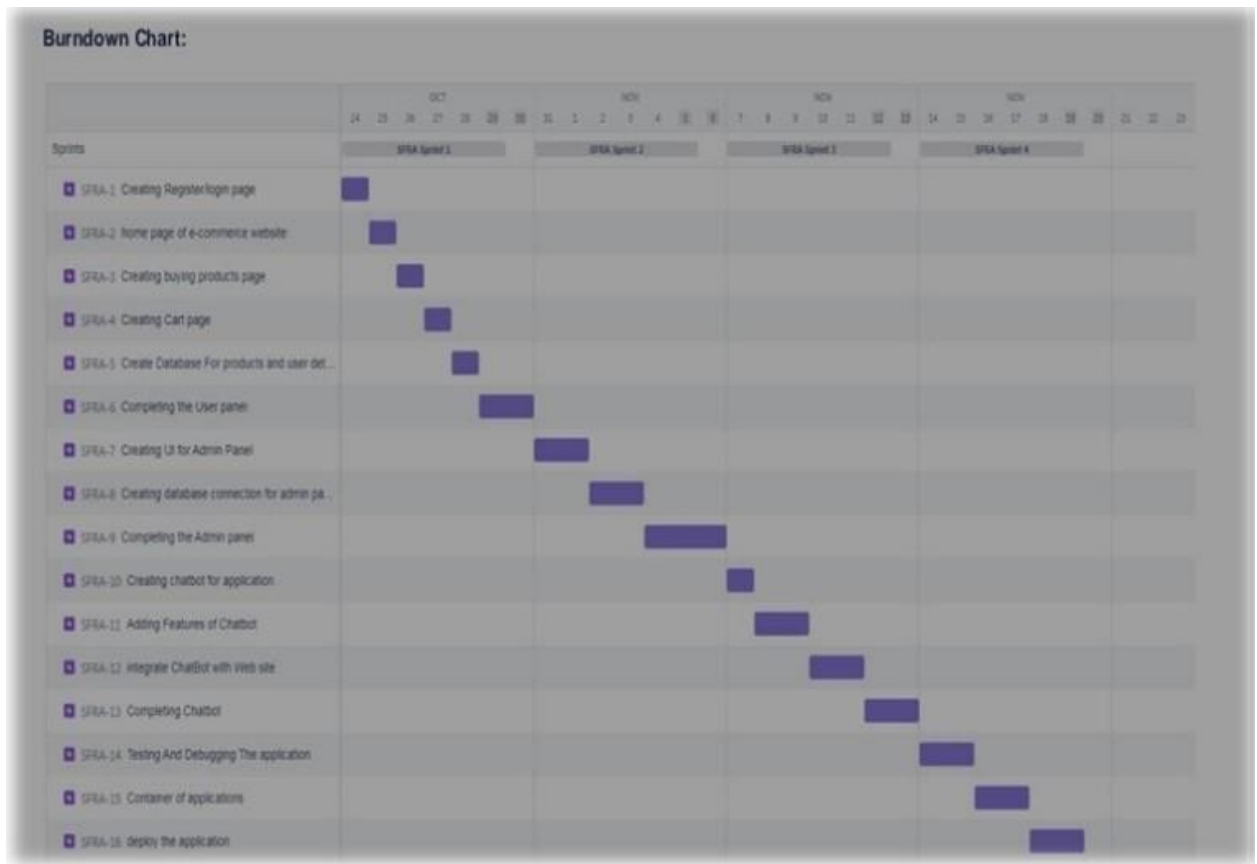 Burndown Chart:
OCT NOV NOV NOV
24 25 26 27 28 29 30 31 1 2 3 4 5 6 7 8 9 10 11 12 13 14 15 16 17 18 19 20 21 22 23
Sprints SFRA Sprint 1 SFRA Sprint 2 SFRA Sprint 3 SFRA Sprint 4
SFRA-1 Creating Register/login page
SFRA-2 home page of e-commerce website
SFRA-3 Creating buying products page
SFRA-4 Creating Cart page
SFRA-5 Create Database For products and user det...
SFRA-6 Completing the User panel
SFRA-7 Creating UI for Admin Panel
SFRA-8 Creating database connection for admin pa...
SFRA-9 Completing the Admin panel
SFRA-10 Creating chatbot for application
SFRA-11 Adding Features of Chatbot
SFRA-12 integrate ChatBot with Web site
SFRA-13 Completing Chatbot
SFRA-14 Testing And Debugging The application
SFRA-15 Container of applications
SFRA-16 deploy the application